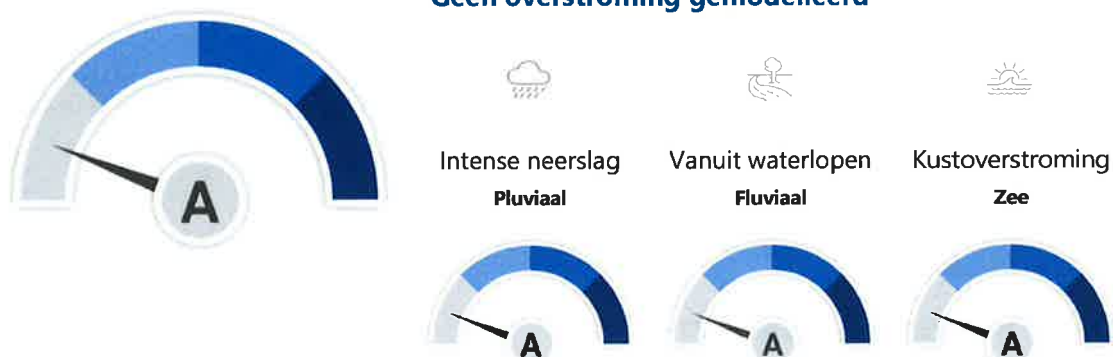 Geen overstroming gemodelleerd
A
Intense neerslag
Pluviaal
Vanuit waterlopen
Fluviaal
Kustoverstroming
Zee
A
A
A